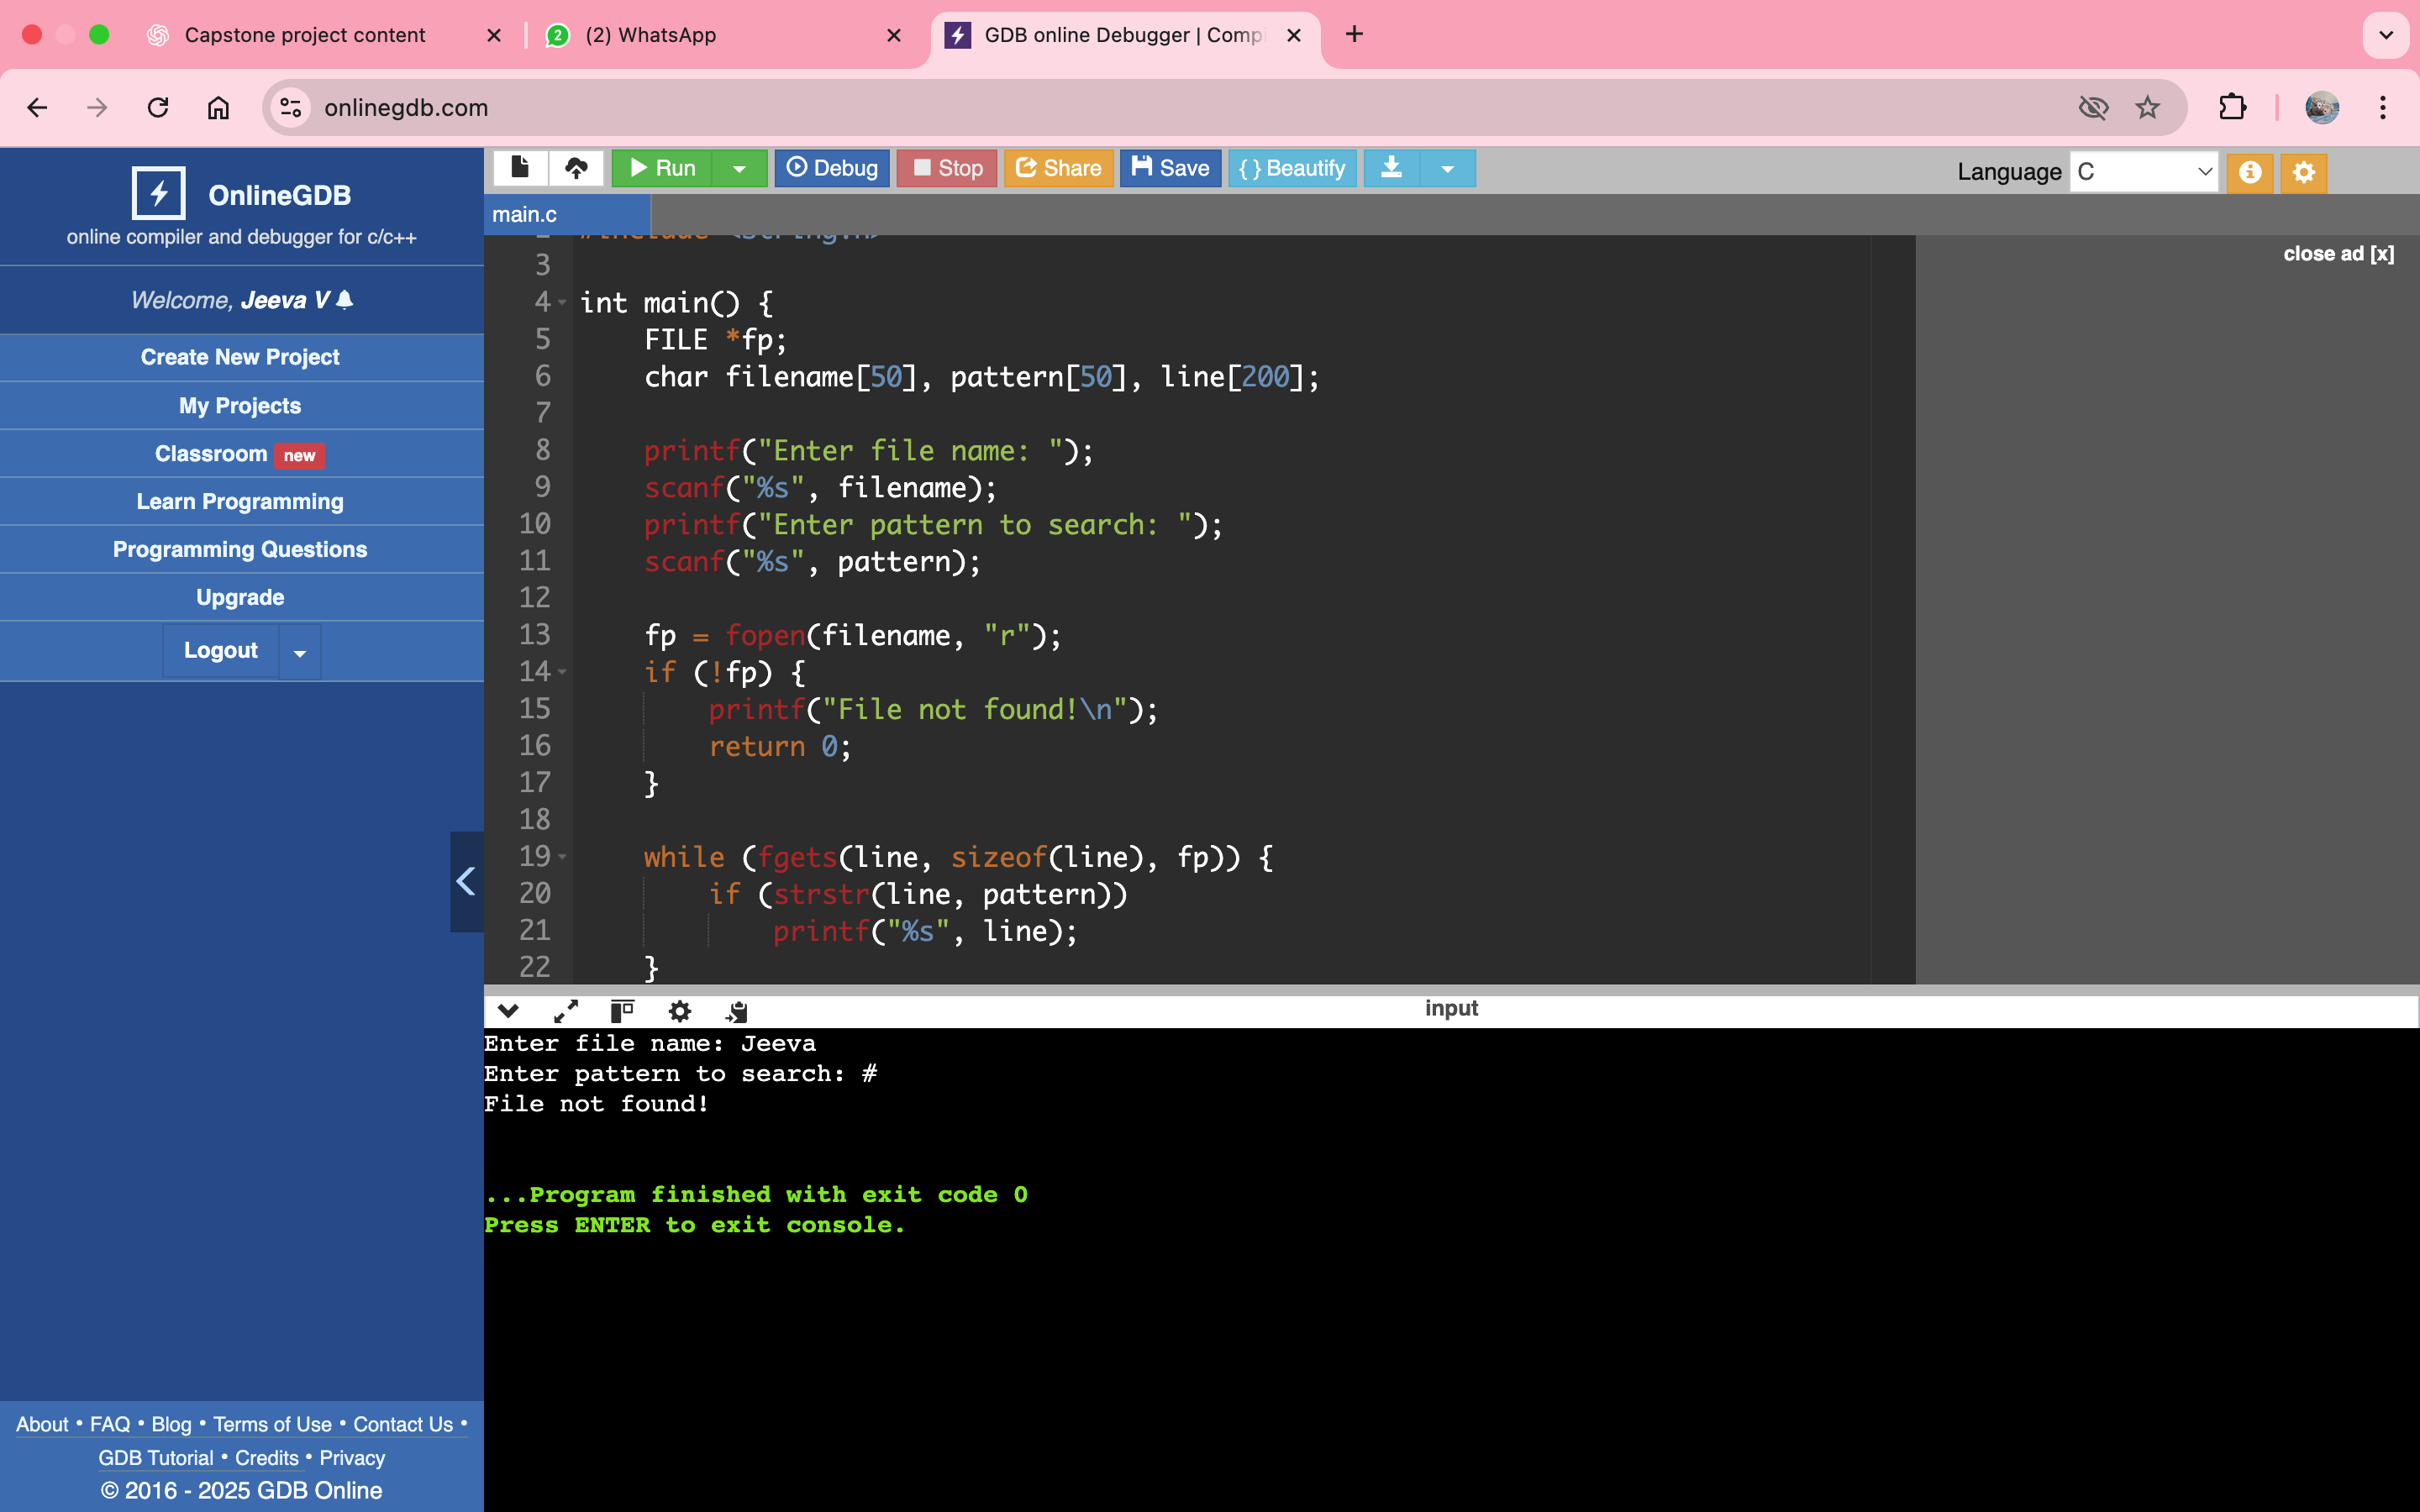 Capstone project content
2
(2) WhatsApp
GDB online Debugger | Comp
onlinegdb.com
OnlineGDB
online compiler and debugger for c/c++
Welcome, Jeeva V
Create New Project
My Projects
Classroom new
Learn Programming
Programming Questions
Upgrade
Logout
About • FAQ • Blog • Terms of Use • Contact Us •
GDB Tutorial • Credits • Privacy
© 2016 - 2025 GDB Online
Run Debug Stop Share Save { } Beautify
Language C
main.c
close ad [x]
3
4 int main() {
5 FILE *fp;
6 char filename[50], pattern[50], line[200];
7
8 printf("Enter file name: ");
9 scanf("%s", filename);
10 printf("Enter pattern to search: ");
11 scanf("%s", pattern);
12
13 fp = fopen(filename, "r");
14 if (!fp) {
15 printf("File not found!\n");
16 return 0;
17 }
18
19 while (fgets(line, sizeof(line), fp)) {
20 if (strstr(line, pattern))
21 printf("%s", line);
22 }
input
Enter file name: Jeeva
Enter pattern to search: #
File not found!
...Program finished with exit code 0
Press ENTER to exit console.